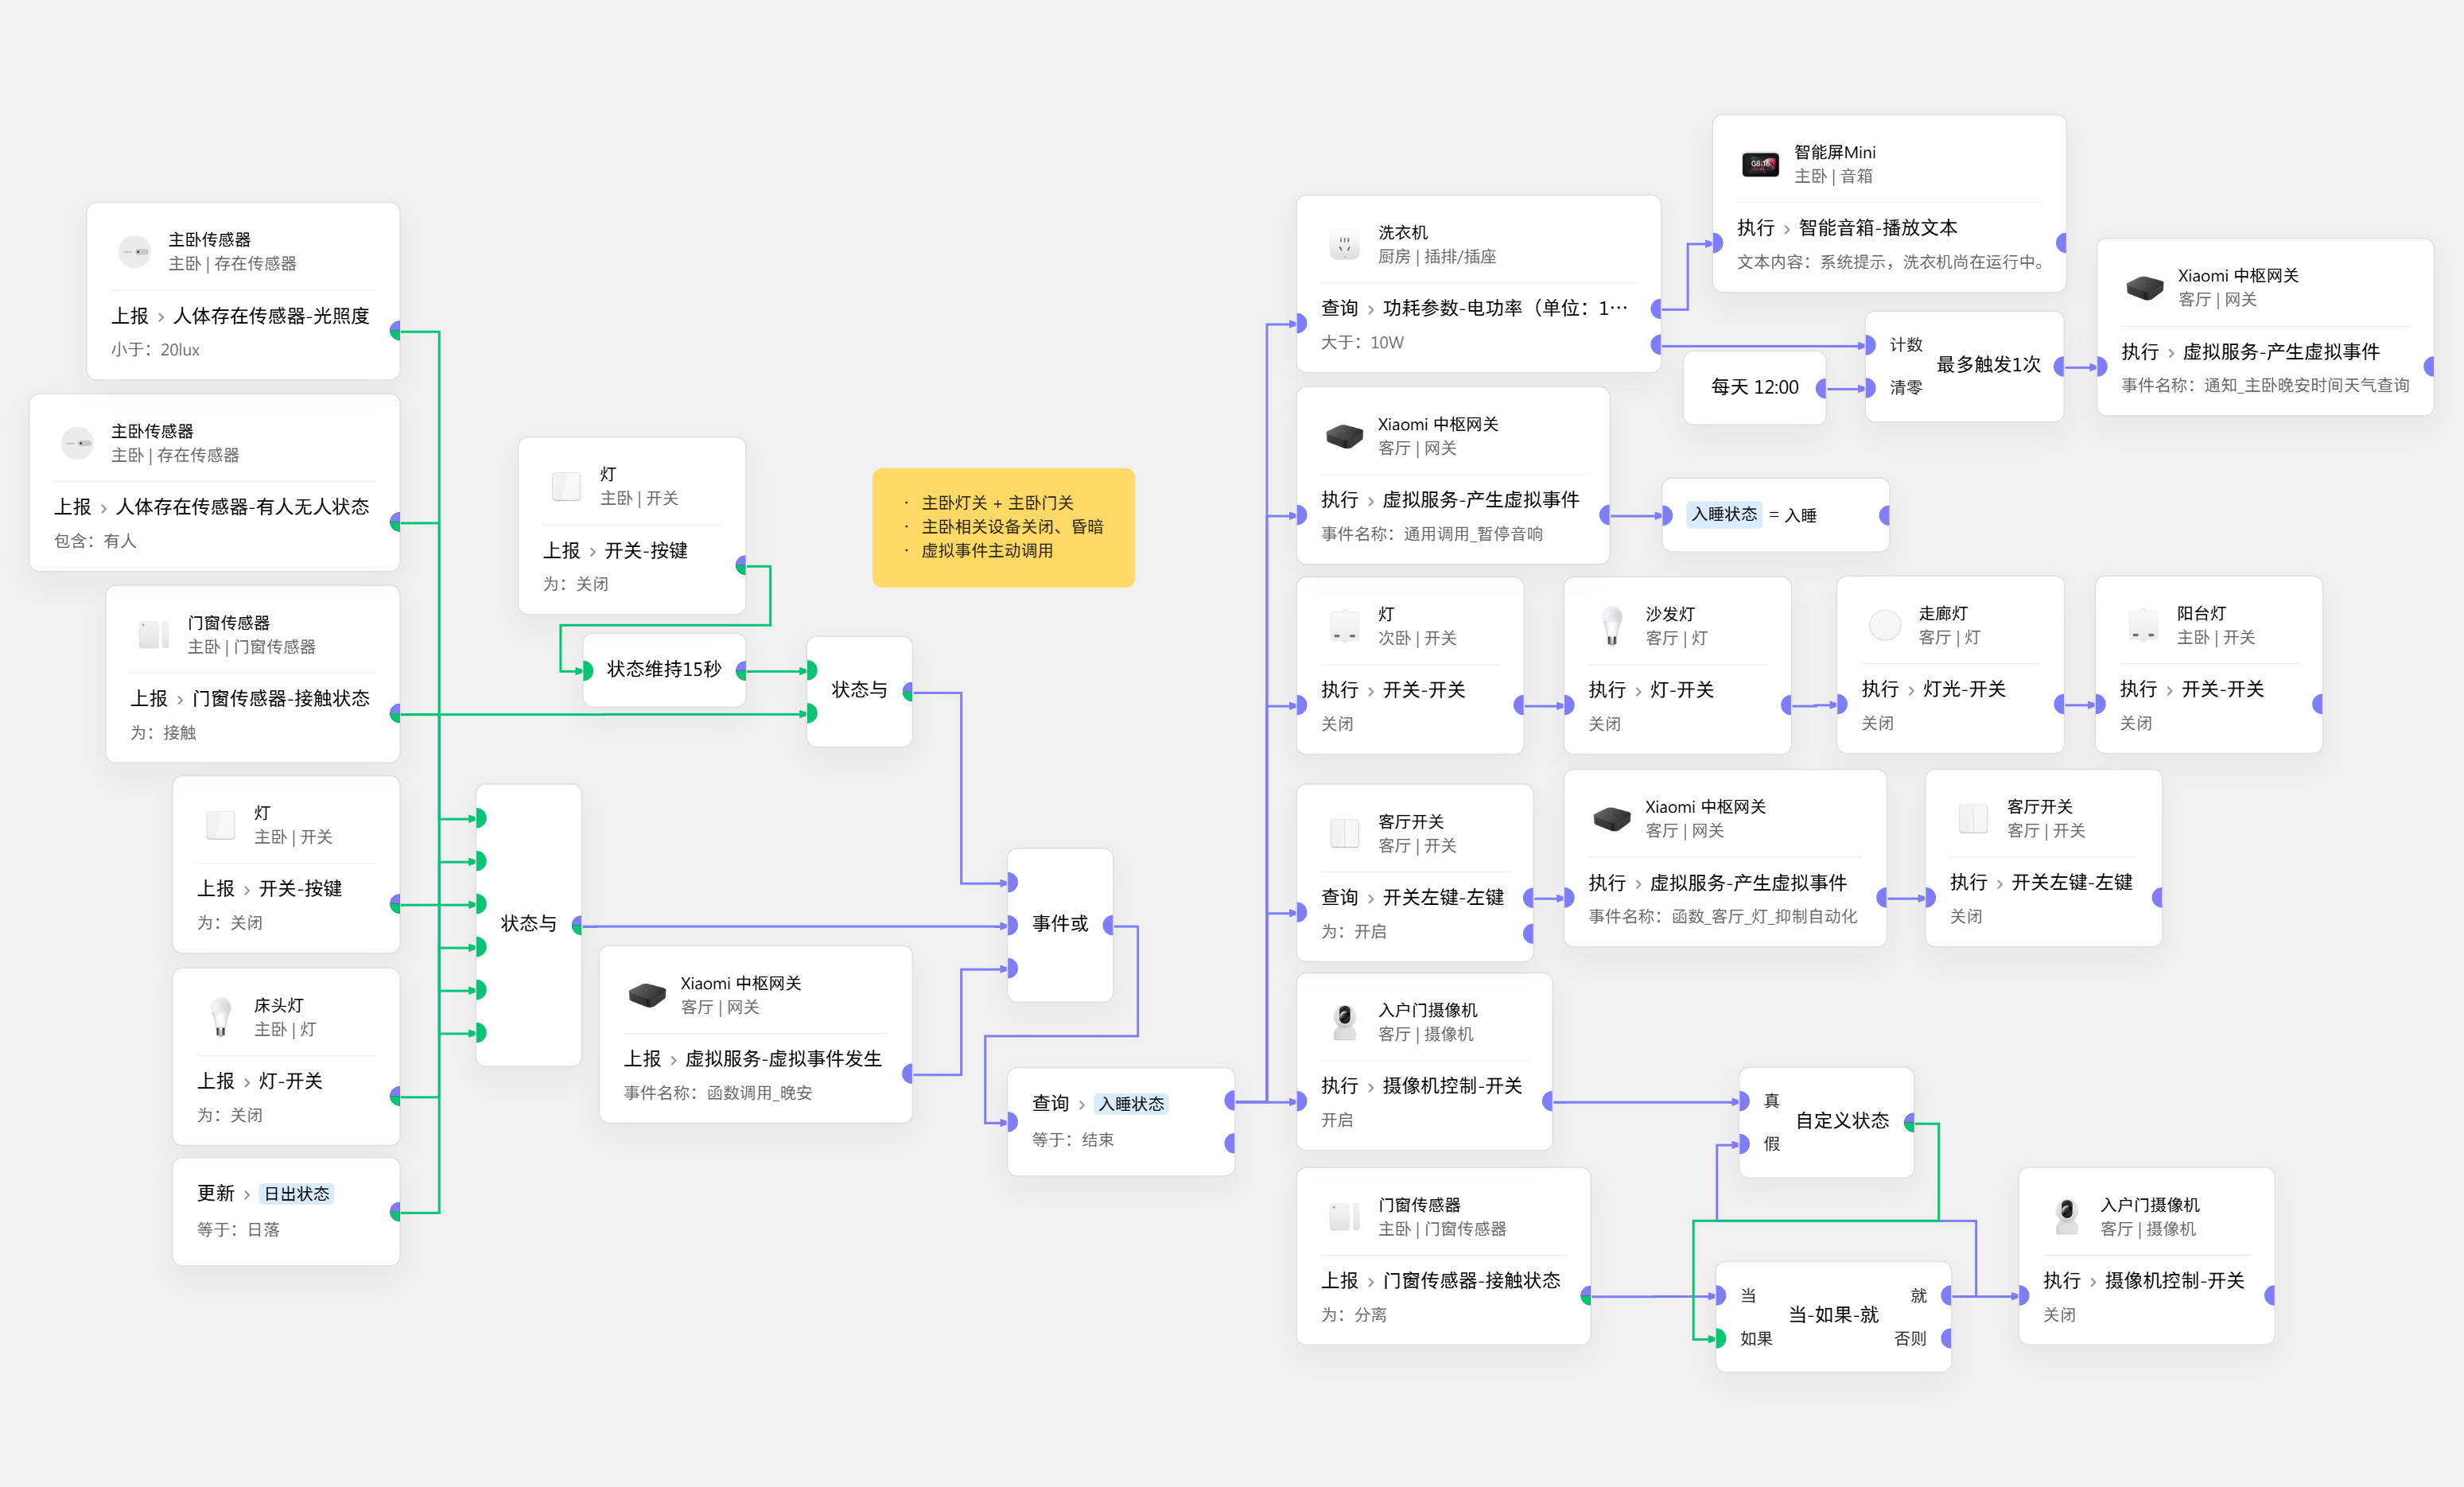 主卧传感器
主卧 | 存在传感器
上报 › 人体存在传感器-光照度
小于：20lux
主卧传感器
主卧 | 存在传感器
上报 › 人体存在传感器-有人无人状态
包含：有人
门窗传感器
主卧 | 门窗传感器
上报 › 门窗传感器-接触状态
为：接触
灯
主卧 | 开关
上报 › 开关-按键
为：关闭
床头灯
主卧 | 灯
上报 › 灯-开关
为：关闭
更新 › 日出状态
等于：日落
灯
主卧 | 开关
上报 › 开关-按键
为：关闭
状态维持15秒
状态与
状态与
· 主卧灯关 + 主卧门关
· 主卧相关设备关闭、昏暗
· 虚拟事件主动调用
Xiaomi 中枢网关
客厅 | 网关
上报 › 虚拟服务-虚拟事件发生
事件名称：函数调用_晚安
事件或
查询 › 入睡状态
等于：结束
洗衣机
厨房 | 插排/插座
查询 › 功耗参数-电功率（单位：1…
大于：10W
智能屏Mini
主卧 | 音箱
执行 › 智能音箱-播放文本
文本内容：系统提示，洗衣机尚在运行中。
每天 12:00
计数
清零
最多触发1次
Xiaomi 中枢网关
客厅 | 网关
执行 › 虚拟服务-产生虚拟事件
事件名称：通知_主卧晚安时间天气查询
Xiaomi 中枢网关
客厅 | 网关
执行 › 虚拟服务-产生虚拟事件
事件名称：通用调用_暂停音响
入睡状态 = 入睡
灯
次卧 | 开关
执行 › 开关-开关
关闭
沙发灯
客厅 | 灯
执行 › 灯-开关
关闭
走廊灯
客厅 | 灯
执行 › 灯光-开关
关闭
阳台灯
主卧 | 开关
执行 › 开关-开关
关闭
客厅开关
客厅 | 开关
查询 › 开关左键-左键
为：开启
Xiaomi 中枢网关
客厅 | 网关
执行 › 虚拟服务-产生虚拟事件
事件名称：函数_客厅_灯_抑制自动化
客厅开关
客厅 | 开关
执行 › 开关左键-左键
关闭
入户门摄像机
客厅 | 摄像机
执行 › 摄像机控制-开关
开启
真
假
自定义状态
门窗传感器
主卧 | 门窗传感器
上报 › 门窗传感器-接触状态
为：分离
当
如果
当-如果-就
就
否则
入户门摄像机
客厅 | 摄像机
执行 › 摄像机控制-开关
关闭